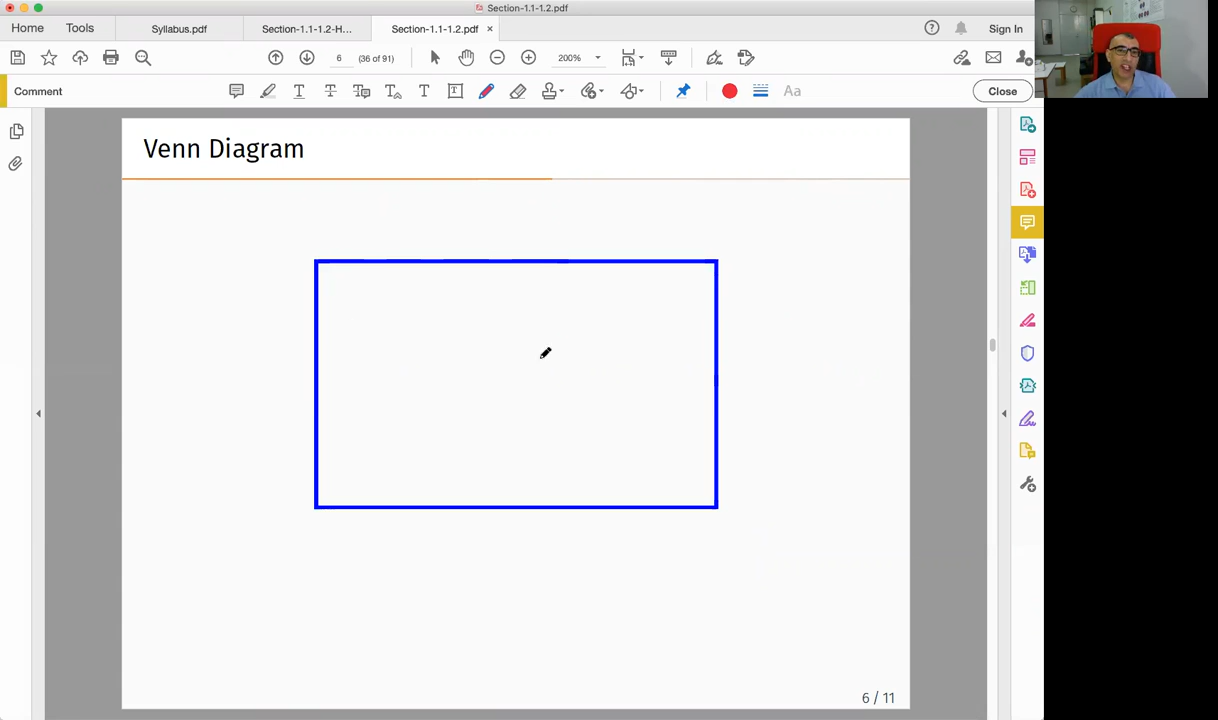 Section-1.1-1.2.pdf
Home Tools Syllabus.pdf Section-1.1-1.2-H... Section-1.1-1.2.pdf × Sign In
6 (36 of 91) 200%
Comment Aa Close
Venn Diagram
6 / 11